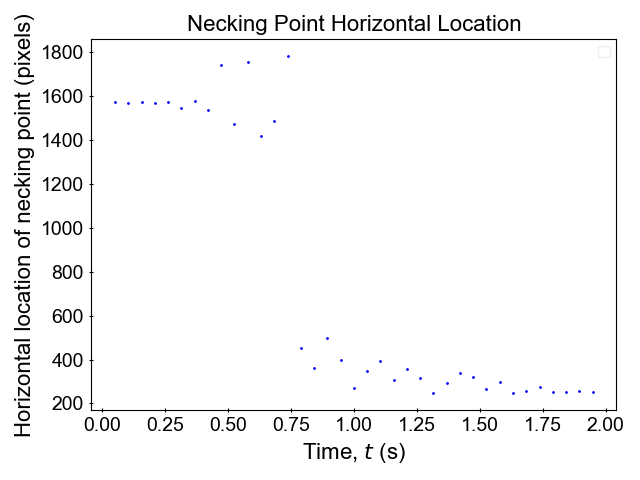 Necking Point Horizontal Location
Horizontal location of necking point (pixels)
1800
1600
1400
1200
1000
800
600
400
200
0.00 0.25 0.50 0.75 1.00 1.25 1.50 1.75 2.00
Time, t (s)